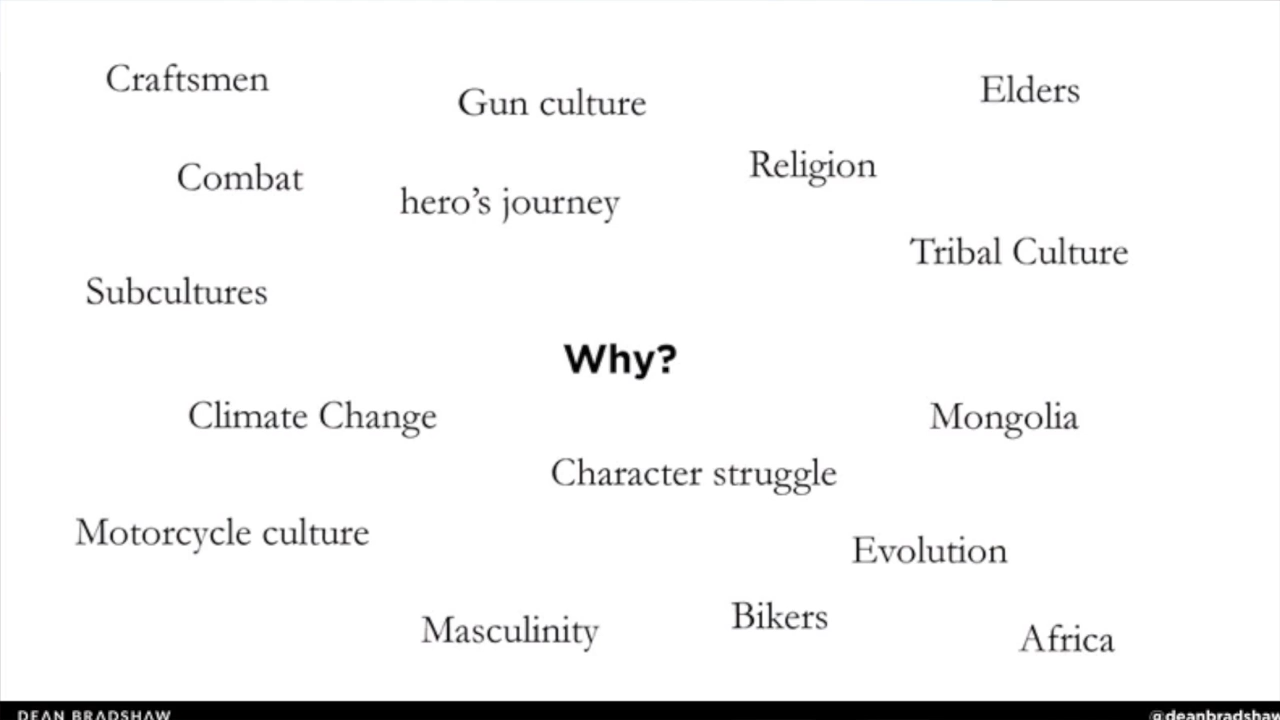 Craftsmen
Gun culture
Elders
Combat
hero’s journey
Religion
Tribal Culture
Subcultures
Why?
Climate Change
Mongolia
Character struggle
Motorcycle culture
Evolution
Masculinity
Bikers
Africa
DEAN BRADSHAW
@deanbradshaw